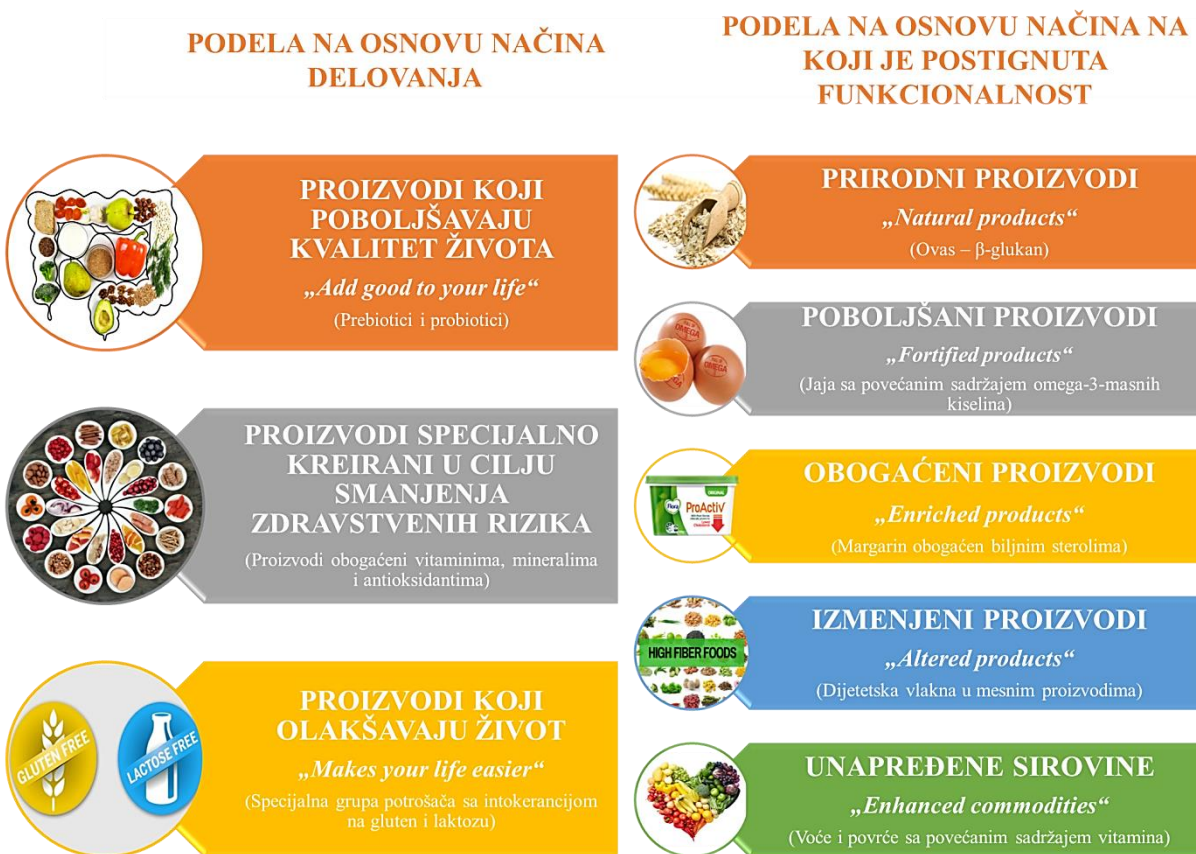 PODELA NA OSNOVU NAČINA
DELOVANJA
PROIZVODI KOJI
POBOLJŠAVAJU
KVALITET ŽIVOTA
„Add good to your life“
(Prebiotici i probiotici)
PROIZVODI SPECIJALNO
KREIRANI U CILJU
SMANJENJA
ZDRAVSTVENIH RIZIKA
(Proizvodi obogaćeni vitaminima, mineralima
i antioksidantima)
GLUTEN FREE
LACTOSE FREE
PROIZVODI KOJI
OLAKŠAVAJU ŽIVOT
„Makes your life easier“
(Specijalna grupa potrošača sa intokerancijom
na gluten i laktozu)
PODELA NA OSNOVU NAČINA NA
KOJI JE POSTIGNUTA
FUNKCIONALNOST
PRIRODNI PROIZVODI
„Natural products“
(Ovas – β-glukan)
OMEGA
OMEGA
POBOLJŠANI PROIZVODI
„Fortified products“
(Jaja sa povećanim sadržajem omega-3-masnih
kiselina)
ORIGINAL
Flora
ProActiv
OBOGAĆENI PROIZVODI
„Enriched products“
(Margarin obogaćen biljnim sterolima)
HIGH FIBER FOODS
IZMENJENI PROIZVODI
„Altered products“
(Dijetetska vlakna u mesnim proizvodima)
UNAPREĐENE SIROVINE
„Enhanced commodities“
(Voće i povrće sa povećanim sadržajem vitamina)